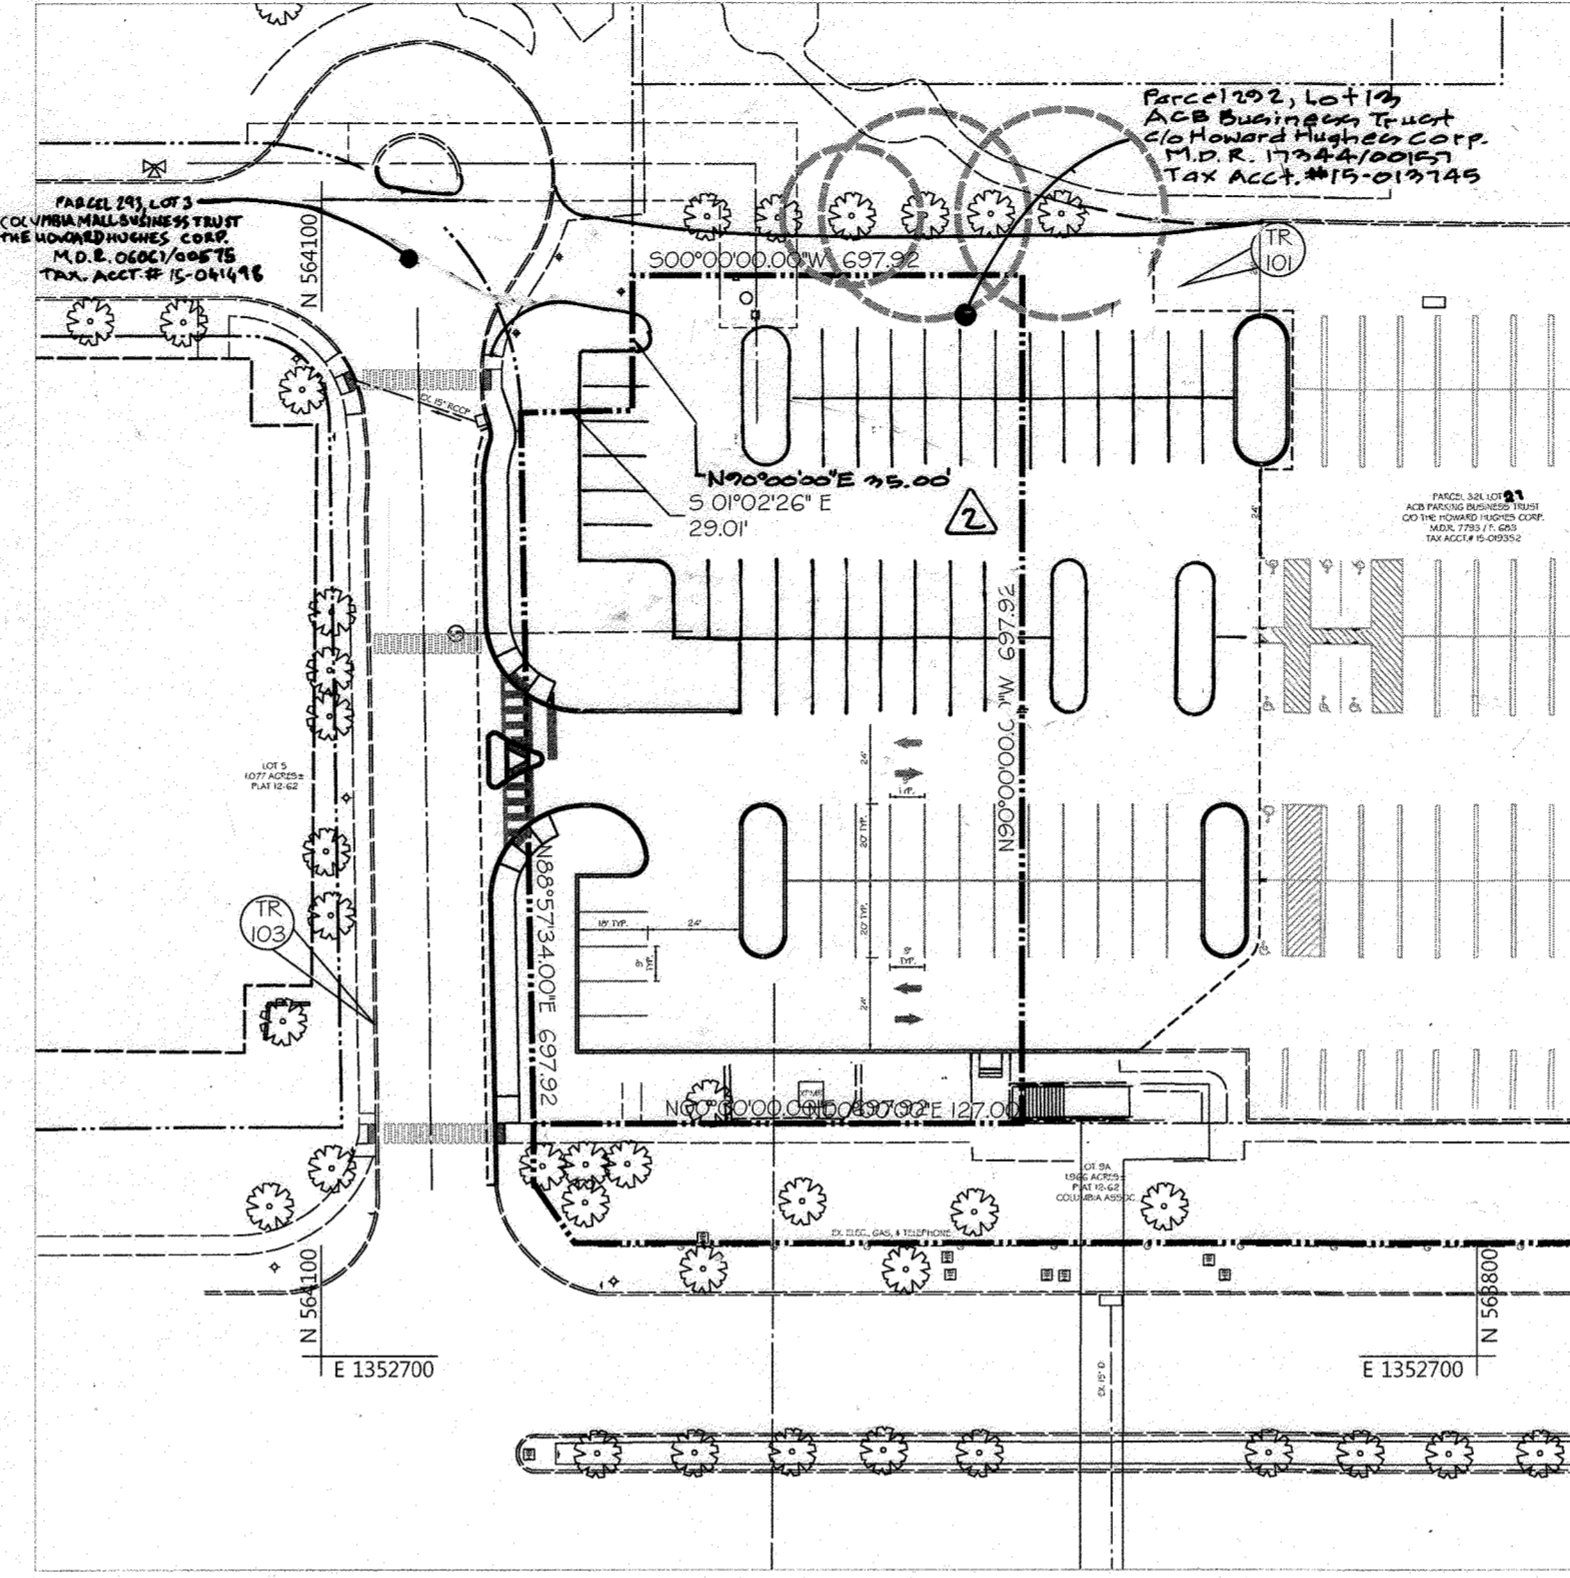 Parcel 292, Lot 13
ACB Business Trust
c/o Howard Hughes Corp.
M.D.R. 17344/00157
Tax Acct. #15-013745
PARCEL 293, LOT 3
COLUMBIA MALL BUSINESS TRUST
THE HOWARD HUGHES CORP.
M.D.R. 06061/00575
TAX. ACCT. # 15-041498
N 564100
S00°00'00.00"W 697.92
TR
101
EX. 15" RCCP
N90°00'00"E 35.00'
S 01°02'26" E
29.01'
2
PARCEL 321, LOT 27
ACB PARKING BUSINESS TRUST
C/O THE HOWARD HUGHES CORP.
M.D.R. 7793 / F. 683
TAX ACCT.# 15-019352
24'
N90°00'00.00"W 697.92
LOT 5
1.077 ACRES±
PLAT 12-62
24'
9'
TYP.
20' TYP.
N88°57'34.00"E 697.92
TR
103
18' TYP.
24'
9'
TYP.
20' TYP.
9'
TYP.
24'
E 127.00
LOT 9A
1.966 ACRES±
PLAT 12-62
COLUMBIA ASSOC.
EX. ELEC., GAS, & TELEPHONE
N 564100
E 1352700
N 563800
E 1352700
EX. 15" D